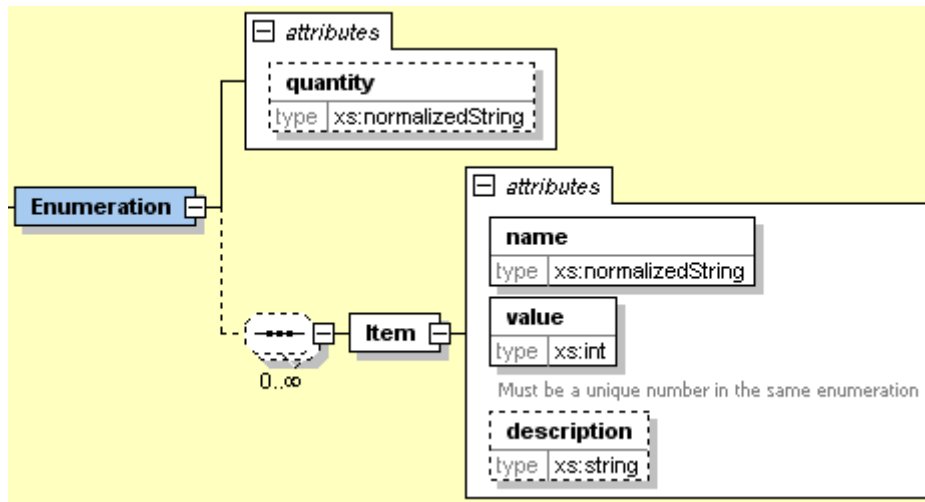 attributes
quantity
type xs:normalizedString
Enumeration
attributes
name
type xs:normalizedString
value
type xs:int
Must be a unique number in the same enumeration
Item
0..∞
description
type xs:string